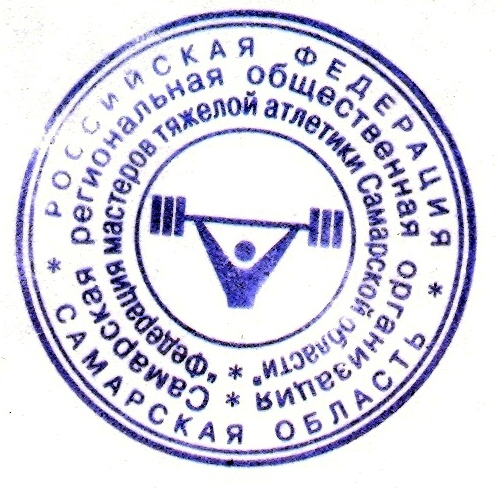 * РОССИЙСКАЯ ФЕДЕРАЦИЯ *
САМАРСКАЯ ОБЛАСТЬ
* Самарская региональная общественная организация
* "Федерация мастеров тяжелой атлетики Самарской области"